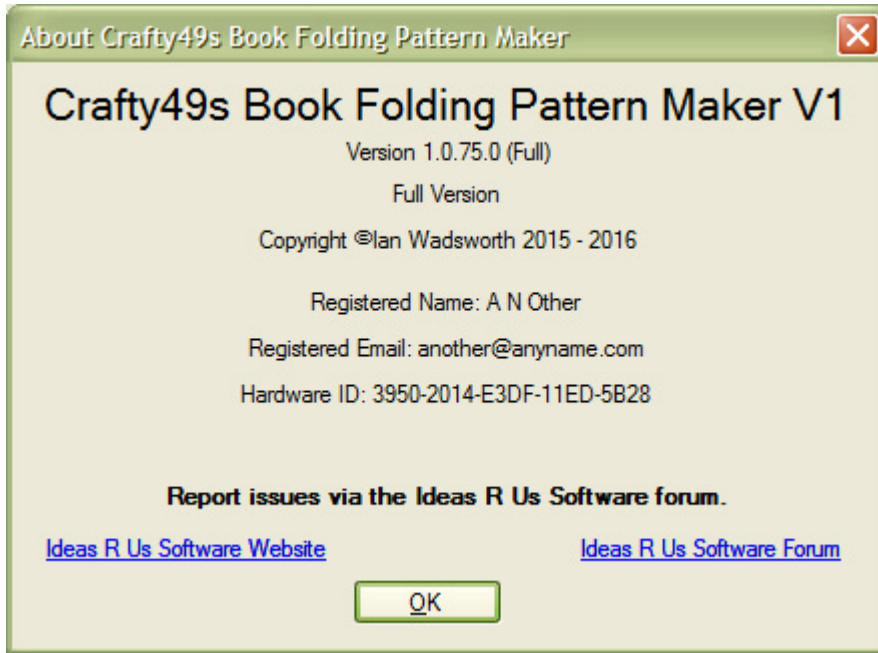 About Crafty49s Book Folding Pattern Maker
Crafty49s Book Folding Pattern Maker V1
Version 1.0.75.0 (Full)
Full Version
Copyright ©Ian Wadsworth 2015 - 2016
Registered Name: A N Other
Registered Email: another@anyname.com
Hardware ID: 3950-2014-E3DF-11ED-5B28
Report issues via the Ideas R Us Software forum.
Ideas R Us Software Website
Ideas R Us Software Forum
OK